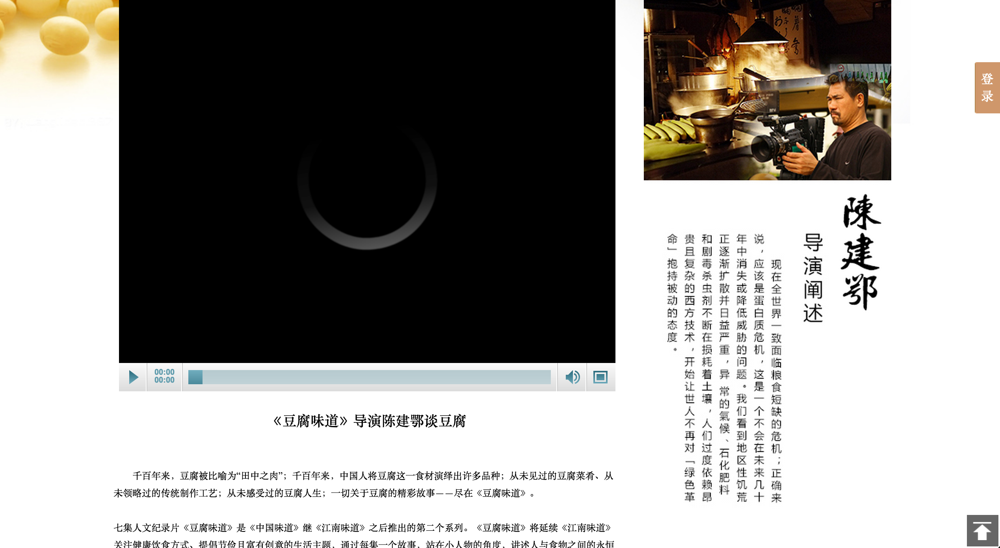 登
录
陳建鄂
导演阐述
现在全世界一致面临粮食短缺的危机；正确来
说，应该是蛋白质危机，这是一个不会在未来几十
年中消失或降低威胁的问题。我们看到地区性饥荒
正逐渐扩散并日益严重，异常的氣候、石化肥料
和剧毒杀虫剂不断在损耗着土壤，人们过度依赖昂
贵且复杂的西方技术，开始让世人不再对「绿色革
命」抱持被动的态度。
00:00
00:00
《豆腐味道》导演陈建鄂谈豆腐
千百年来，豆腐被比喻为“田中之肉”；千百年来，中国人将豆腐这一食材演绎出许多品种；从未见过的豆腐菜肴、从
未领略过的传统制作工艺；从未感受过的豆腐人生；一切关于豆腐的精彩故事——尽在《豆腐味道》。
七集人文纪录片《豆腐味道》是《中国味道》继《江南味道》之后推出的第二个系列。《豆腐味道》将延续《江南味道》
关注健康饮食方式、提倡节俭且富有创意的生活主题，通过每集一个故事，站在小人物的角度，讲述人与食物之间的永恒